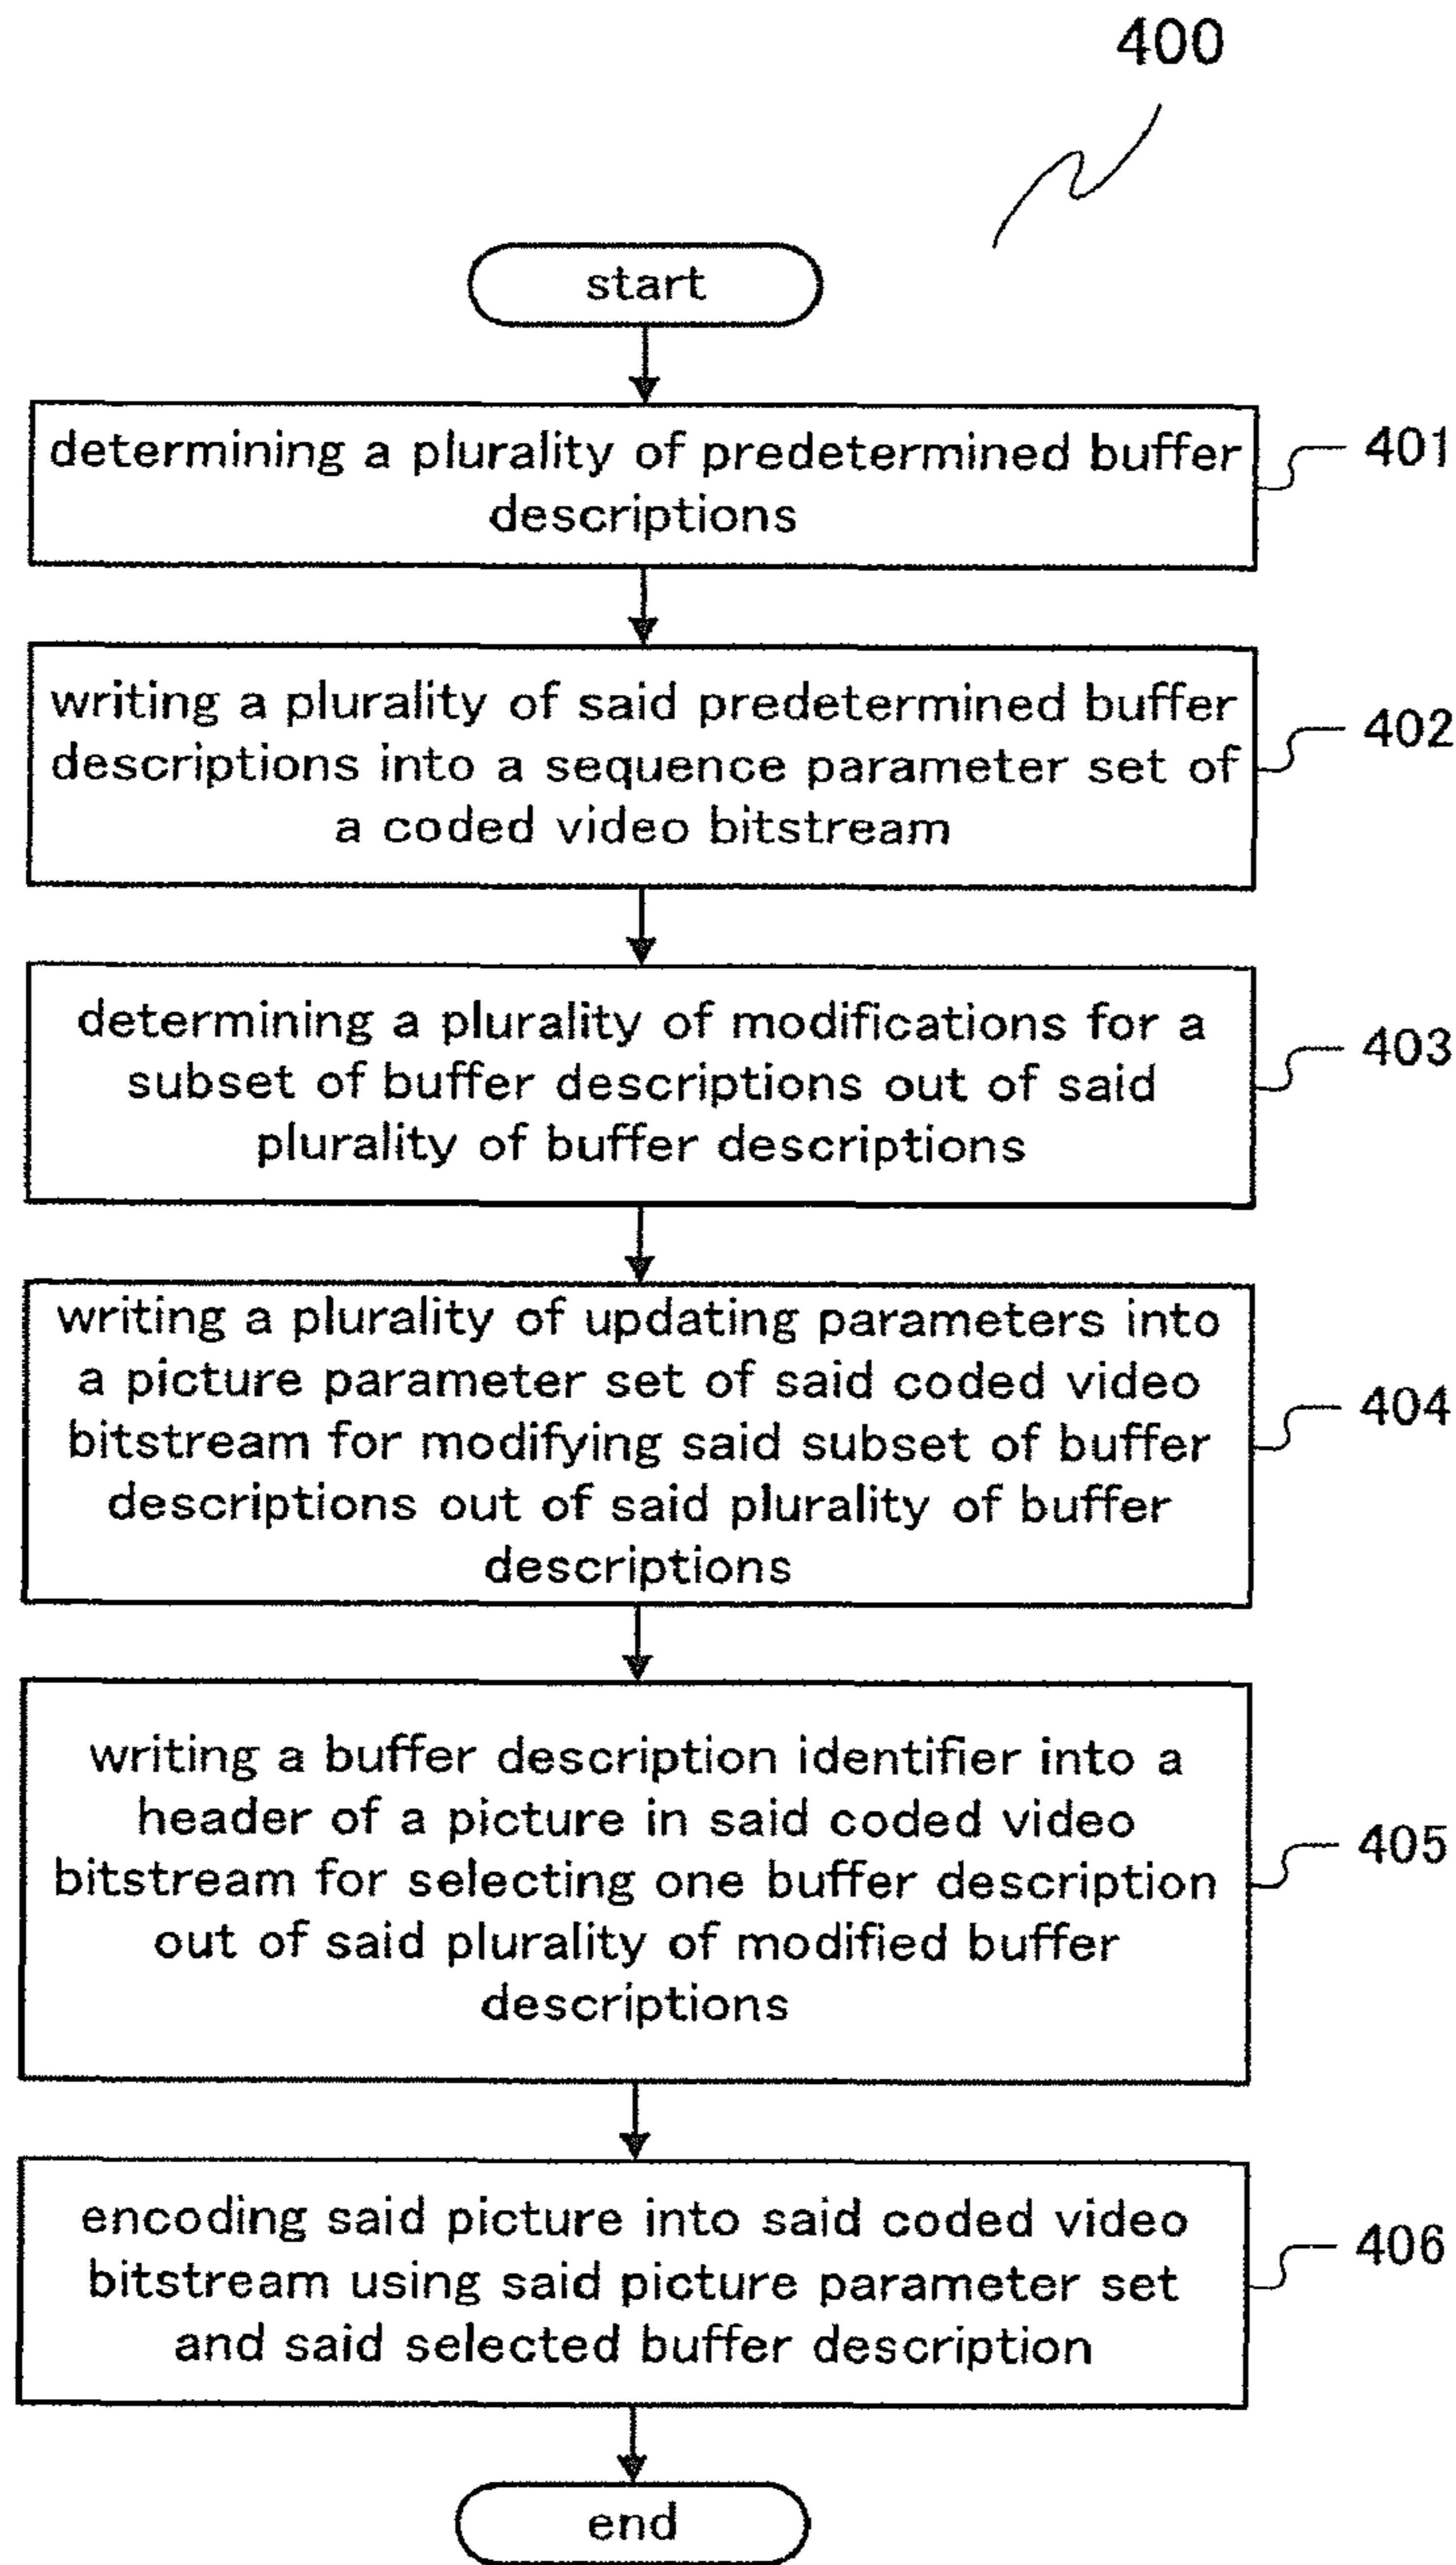 400
start
determining a plurality of predetermined buffer
descriptions
401
writing a plurality of said predetermined buffer
descriptions into a sequence parameter set of
a coded video bitstream
402
determining a plurality of modifications for a
subset of buffer descriptions out of said
plurality of buffer descriptions
403
writing a plurality of updating parameters into
a picture parameter set of said coded video
bitstream for modifying said subset of buffer
descriptions out of said plurality of buffer
descriptions
404
writing a buffer description identifier into a
header of a picture in said coded video
bitstream for selecting one buffer description
out of said plurality of modified buffer
descriptions
405
encoding said picture into said coded video
bitstream using said picture parameter set
and said selected buffer description
406
end